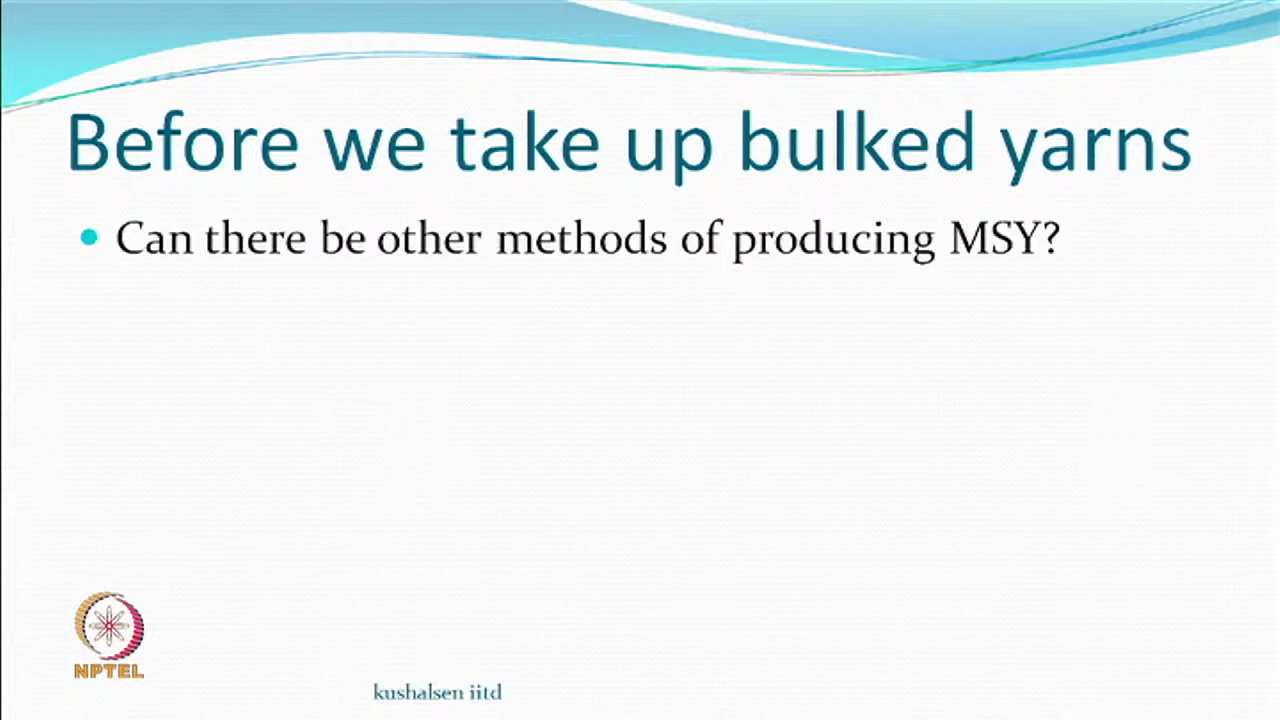 Before we take up bulked yarns
• Can there be other methods of producing MSY?
NPTEL
kushalsen iitd